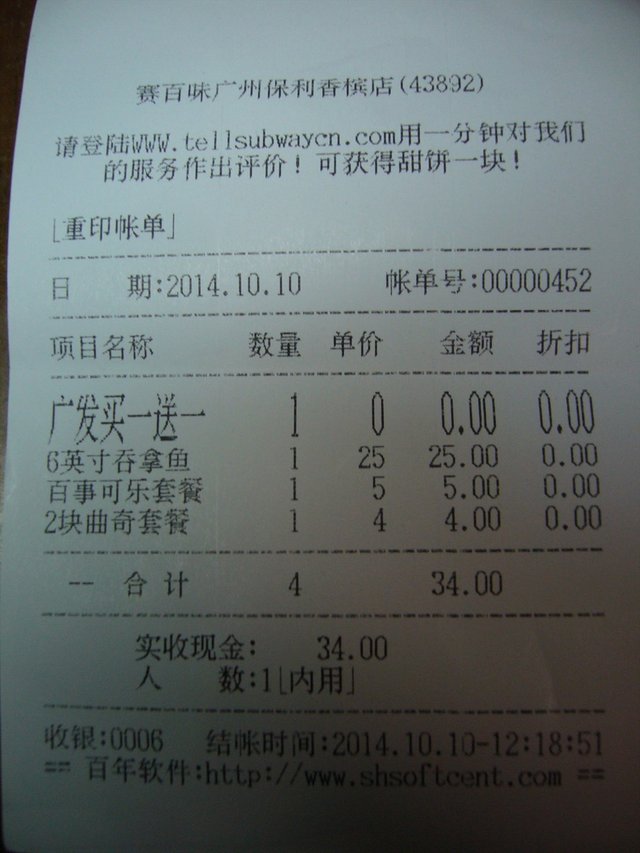 赛百味广州保利香槟店(43892)
请登陆WWW.tellsubwaycn.com用一分钟对我们
的服务作出评价！可获得甜饼一块！
[重印帐单]
日 期:2014.10.10 帐单号:00000452
项目名称 数量 单价 金额 折扣
广发买一送一 1 0 0.00 0.00
6英寸吞拿鱼 1 25 25.00 0.00
百事可乐套餐 1 5 5.00 0.00
2块曲奇套餐 1 4 4.00 0.00
-- 合 计 4 34.00
实收现金: 34.00
人 数:1[内用]
收银:0006 结帐时间:2014.10.10-12:18:51
== 百年软件:http://www.shsoftcent.com ==